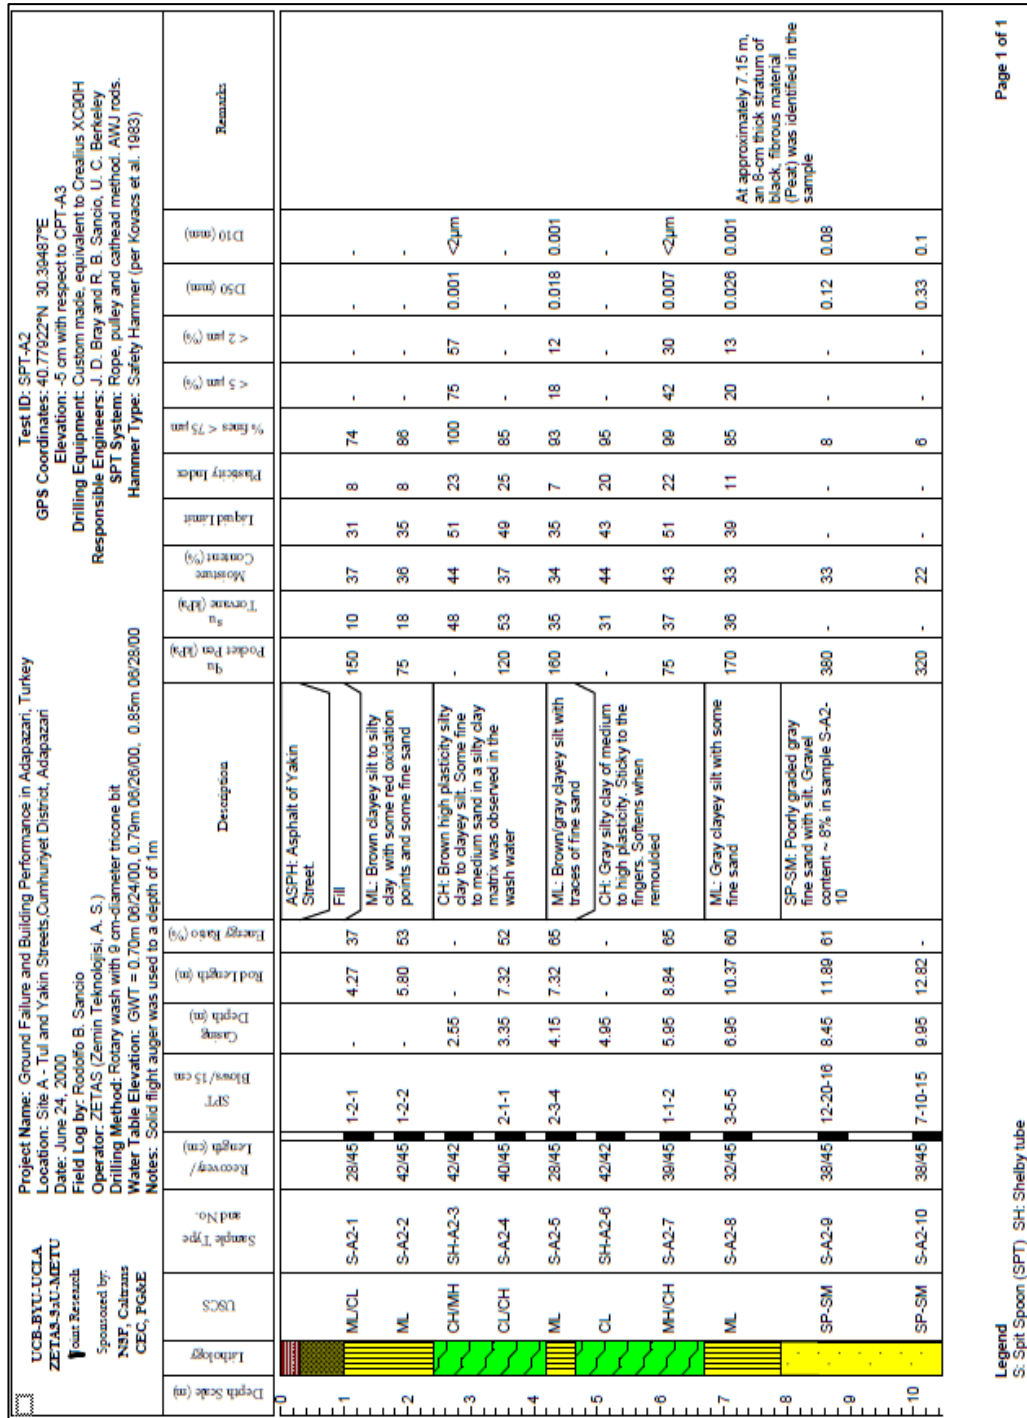 UCB-BYU-UCLA
ZETAS-SaU-METU
Joint Research
Sponsored by:
NSF, Caltrans
CEC, PG&E
Project Name: Ground Failure and Building Performance in Adapazari, Turkey
Location: Site A - Tul and Yakin Streets,Cumhuriyet District, Adapazari
Date: June 24, 2000
Field Log by: Rodolfo B. Sancio
Operator: ZETAS (Zemin Teknolojisi, A. S.)
Drilling Method: Rotary wash with 9 cm-diameter tricone bit
Water Table Elevation: GWT = 0.70m 06/24/00, 0.79m 06/26/00, 0.85m 06/28/00
Notes: Solid flight auger was used to a depth of 1m
Test ID: SPT-A2
GPS Coordinates: 40.77922°N 30.39487°E
Elevation: -5 cm with respect to CPT-A3
Drilling Equipment: Custom made, equivalent to Crealius XC90H
Responsible Engineers: J. D. Bray and R. B. Sancio, U. C. Berkeley
SPT System: Rope, pulley and cathead method. AWJ rods.
Hammer Type: Safety Hammer (per Kovacs et al. 1983)
Depth Scale (m)
Lithology
USCS
Sample Type and No.
Recovery / Length (cm)
SPT Blows/15 cm
Casing Depth (m)
Rod Length (m)
Energy Ratio (%)
Description
qu Pocket Pen (kPa)
su Torvane (kPa)
Moisture Content (%)
Liquid Limit
Plasticity Index
% fines < 75 µm
< 5 µm (%)
< 2 µm (%)
D50 (mm)
D10 (mm)
Remarks
0
1
2
3
4
5
6
7
8
9
10
ML/CL S-A2-1 28/45 1-2-1 - 4.27 37 150 10 37 31 8 74 - - - -
ML S-A2-2 42/45 1-2-2 - 5.80 53 75 18 36 35 8 86 - - - -
CH/MH SH-A2-3 42/42 2.55 - - - 48 44 51 23 100 75 57 0.001 <2µm
CL/CH S-A2-4 40/45 2-1-1 3.35 7.32 52 120 53 37 49 25 85 - - - -
ML S-A2-5 28/45 2-3-4 4.15 7.32 65 160 35 34 35 7 93 18 12 0.018 0.001
CL SH-A2-6 42/42 4.95 - - - 31 44 43 20 95 - - - -
MH/CH S-A2-7 39/45 1-1-2 5.95 8.84 65 75 37 43 51 22 99 42 30 0.007 <2µm
ML S-A2-8 32/45 3-5-5 6.95 10.37 60 170 36 33 39 11 85 20 13 0.026 0.001
SP-SM S-A2-9 38/45 12-20-16 8.45 11.89 61 380 - 33 - - 8 - - 0.12 0.08
SP-SM S-A2-10 38/45 7-10-15 9.95 12.82 - 320 - 22 - - 6 - - 0.33 0.1
ASPH: Asphalt of Yakin
Street.
Fill
ML: Brown clayey silt to silty
clay with some red oxidation
points and some fine sand
CH: Brown high plasticity silty
clay to clayey silt. Some fine
to medium sand in a silty clay
matrix was observed in the
wash water
ML: Brown/gray clayey silt with
traces of fine sand
CH: Gray silty clay of medium
to high plasticity. Sticky to the
fingers. Softens when
remoulded
ML: Gray clayey silt with some
fine sand
SP-SM: Poorly graded gray
fine sand with silt. Gravel
content ~ 8% in sample S-A2-
10
At approximately 7.15 m,
an 8-cm thick stratum of
black, fibrous material
(Peat) was identified in the
sample
Legend
S: Spit Spoon (SPT) SH: Shelby tube
Page 1 of 1